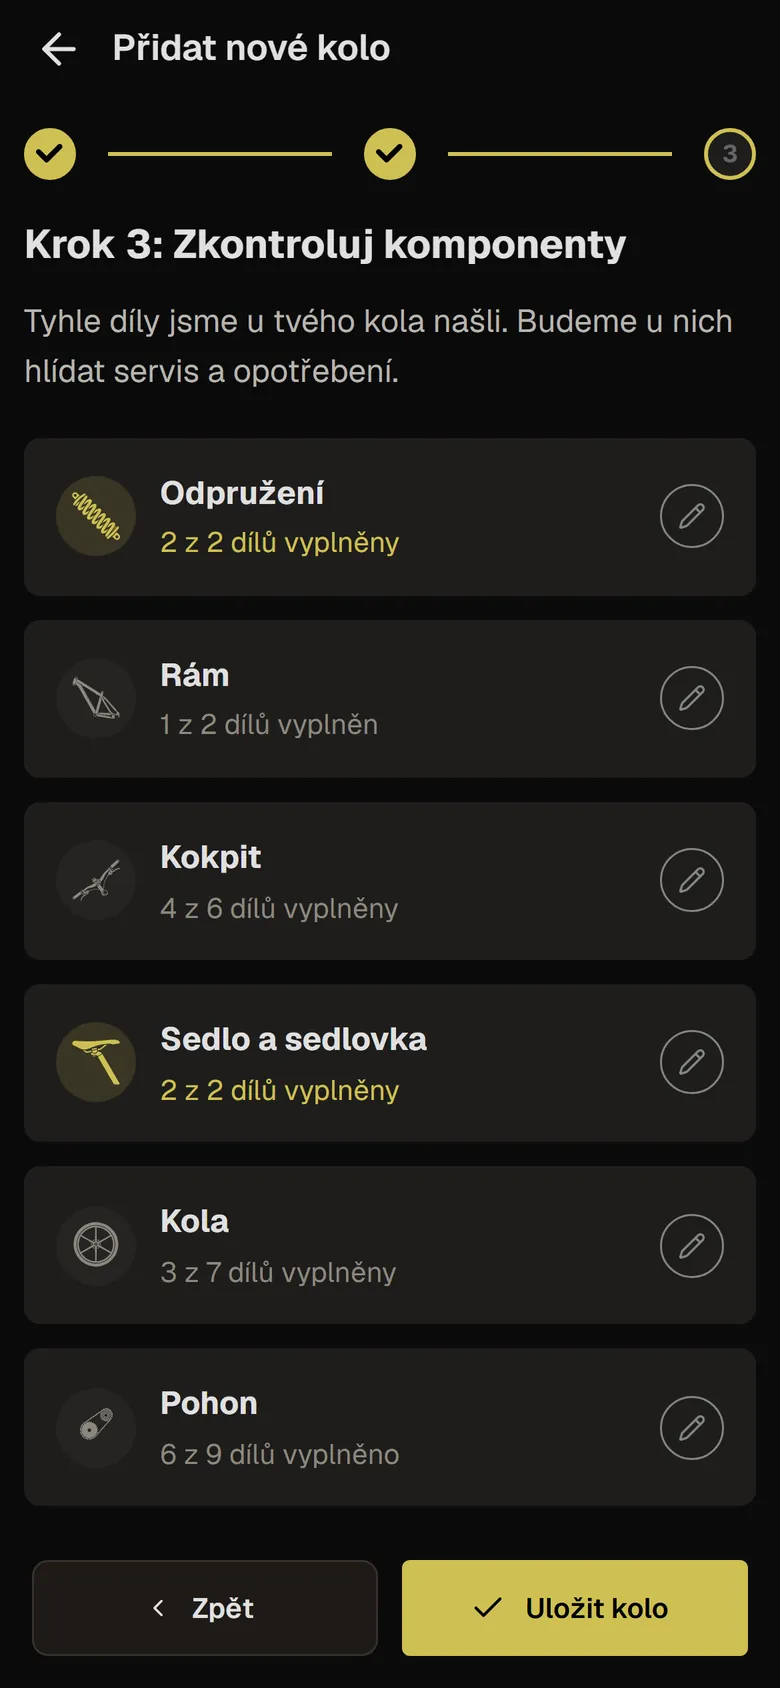 Přidat nové kolo
3
Krok 3: Zkontroluj komponenty
Tyhle díly jsme u tvého kola našli. Budeme u nich
hlídat servis a opotřebení.
Odpružení
2 z 2 dílů vyplněny
Rám
1 z 2 dílů vyplněn
Kokpit
4 z 6 dílů vyplněny
Sedlo a sedlovka
2 z 2 dílů vyplněny
Kola
3 z 7 dílů vyplněny
Pohon
6 z 9 dílů vyplněno
Zpět
Uložit kolo